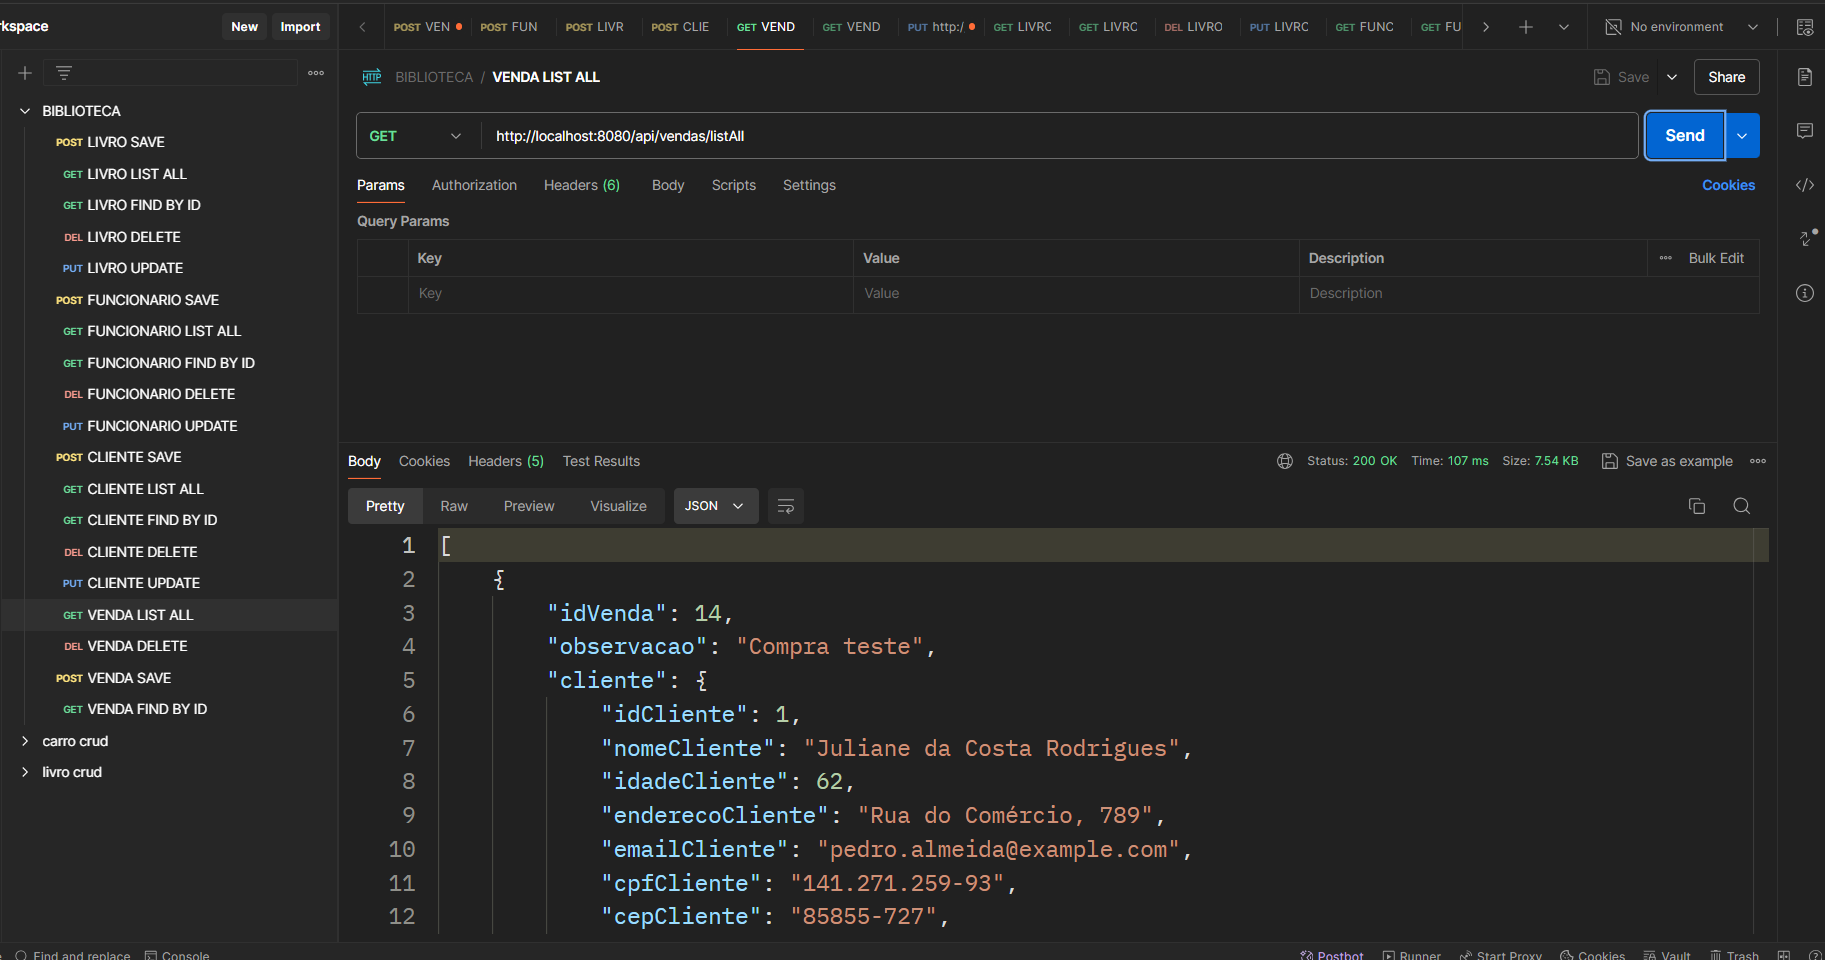 rkspace
New
Import
POST VEN
POST FUN
POST LIVR
POST CLIE
GET VEND
GET VEND
PUT http:/
GET LIVRC
GET LIVRC
DEL LIVRO
PUT LIVRC
GET FUNC
GET FU
No environment
BIBLIOTECA / VENDA LIST ALL
Save
Share
BIBLIOTECA
POST LIVRO SAVE
GET LIVRO LIST ALL
GET LIVRO FIND BY ID
DEL LIVRO DELETE
PUT LIVRO UPDATE
POST FUNCIONARIO SAVE
GET FUNCIONARIO LIST ALL
GET FUNCIONARIO FIND BY ID
DEL FUNCIONARIO DELETE
PUT FUNCIONARIO UPDATE
POST CLIENTE SAVE
GET CLIENTE LIST ALL
GET CLIENTE FIND BY ID
DEL CLIENTE DELETE
PUT CLIENTE UPDATE
GET VENDA LIST ALL
DEL VENDA DELETE
POST VENDA SAVE
GET VENDA FIND BY ID
carro crud
livro crud
GET http://localhost:8080/api/vendas/listAll
Send
Params Authorization Headers (6) Body Scripts Settings
Cookies
Query Params
Key Value Description Bulk Edit
Key Value Description
Body Cookies Headers (5) Test Results
Status: 200 OK Time: 107 ms Size: 7.54 KB Save as example
Pretty Raw Preview Visualize JSON
1 [
2 {
3 "idVenda": 14,
4 "observacao": "Compra teste",
5 "cliente": {
6 "idCliente": 1,
7 "nomeCliente": "Juliane da Costa Rodrigues",
8 "idadeCliente": 62,
9 "enderecoCliente": "Rua do Comércio, 789",
10 "emailCliente": "pedro.almeida@example.com",
11 "cpfCliente": "141.271.259-93",
12 "cepCliente": "85855-727",
Find and replace Console
Postbot Runner Start Proxy Cookies Vault Trash